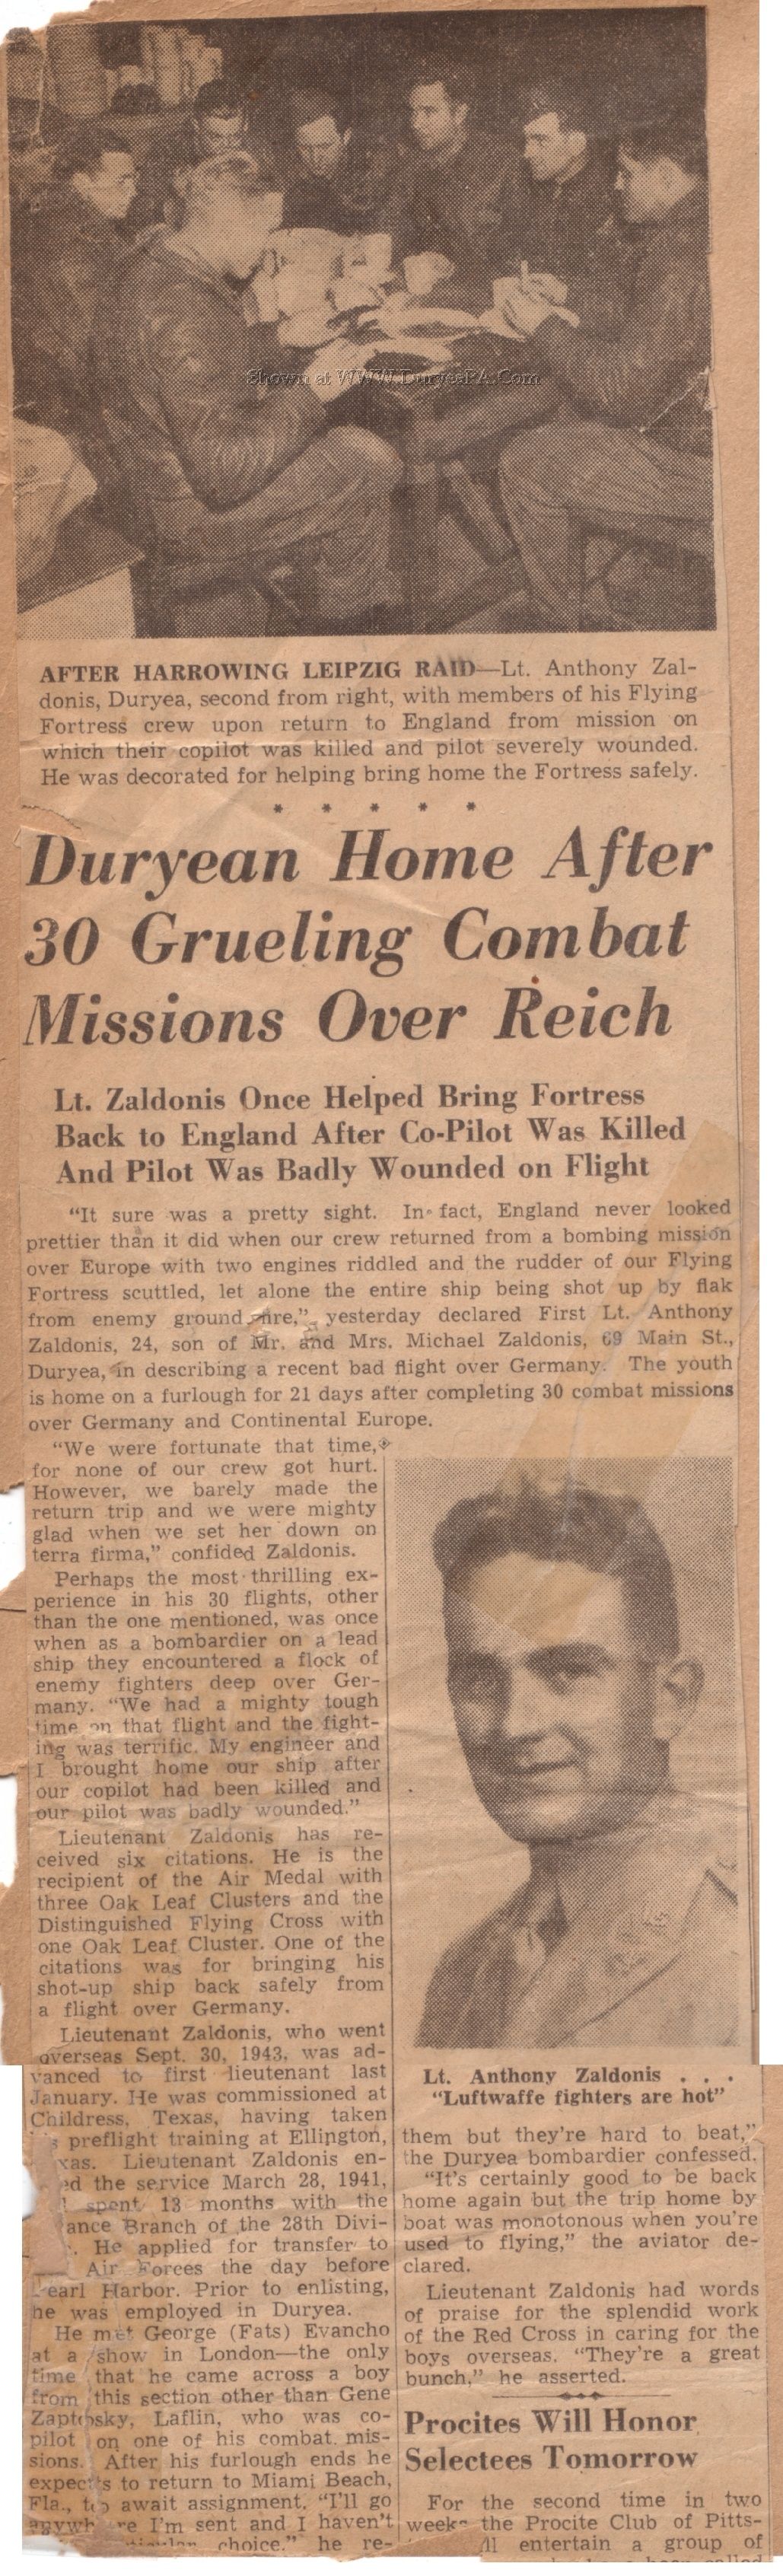 Shown at WWW.DuryeaPA.Com
AFTER HARROWING LEIPZIG RAID—Lt. Anthony Zal-
donis, Duryea, second from right, with members of his Flying
Fortress crew upon return to England from mission on
which their copilot was killed and pilot severely wounded.
He was decorated for helping bring home the Fortress safely.
* * * * *
Duryean Home After
30 Grueling Combat
Missions Over Reich
Lt. Zaldonis Once Helped Bring Fortress
Back to England After Co-Pilot Was Killed
And Pilot Was Badly Wounded on Flight
“It sure was a pretty sight. In fact, England never looked
prettier than it did when our crew returned from a bombing mission
over Europe with two engines riddled and the rudder of our Flying
Fortress scuttled, let alone the entire ship being shot up by flak
from enemy ground fire,” yesterday declared First Lt. Anthony
Zaldonis, 24, son of Mr. and Mrs. Michael Zaldonis, 69 Main St.,
Duryea, in describing a recent bad flight over Germany. The youth
is home on a furlough for 21 days after completing 30 combat missions
over Germany and Continental Europe.
“We were fortunate that time,
for none of our crew got hurt.
However, we barely made the
return trip and we were mighty
glad when we set her down on
terra firma,” confided Zaldonis.
Perhaps the most thrilling ex-
perience in his 30 flights, other
than the one mentioned, was once
when as a bombardier on a lead
ship they encountered a flock of
enemy fighters deep over Ger-
many. “We had a mighty tough
time on that flight and the fight-
ing was terrific. My engineer and
I brought home our ship after
our copilot had been killed and
our pilot was badly wounded.”
Lieutenant Zaldonis has re-
ceived six citations. He is the
recipient of the Air Medal with
three Oak Leaf Clusters and the
Distinguished Flying Cross with
one Oak Leaf Cluster. One of the
citations was for bringing his
shot-up ship back safely from
a flight over Germany.
Lieutenant Zaldonis, who went
overseas Sept. 30, 1943, was ad-
vanced to first lieutenant last
January. He was commissioned at
Childress, Texas, having taken
preflight training at Ellington,
xas. Lieutenant Zaldonis en-
ed the service March 28, 1941,
spent 13 months with the
ance Branch of the 28th Divi-
He applied for transfer to
Air Forces the day before
earl Harbor. Prior to enlisting,
he was employed in Duryea.
He met George (Fats) Evancho
at a show in London—the only
time that he came across a boy
from this section other than Gene
Zaptosky, Laflin, who was co-
pilot on one of his combat mis-
sions. After his furlough ends he
expects to return to Miami Beach,
Fla., to await assignment. “I'll go
anywhere I'm sent and I haven't
choice.” he re-
Lt. Anthony Zaldonis . . .
“Luftwaffe fighters are hot”
them but they're hard to beat,”
the Duryea bombardier confessed.
“It's certainly good to be back
home again but the trip home by
boat was monotonous when you're
used to flying,” the aviator de-
clared.
Lieutenant Zaldonis had words
of praise for the splendid work
of the Red Cross in caring for the
boys overseas. “They're a great
bunch,” he asserted.
Procites Will Honor
Selectees Tomorrow
For the second time in two
weeks the Procite Club of Pitts-
entertain a group of